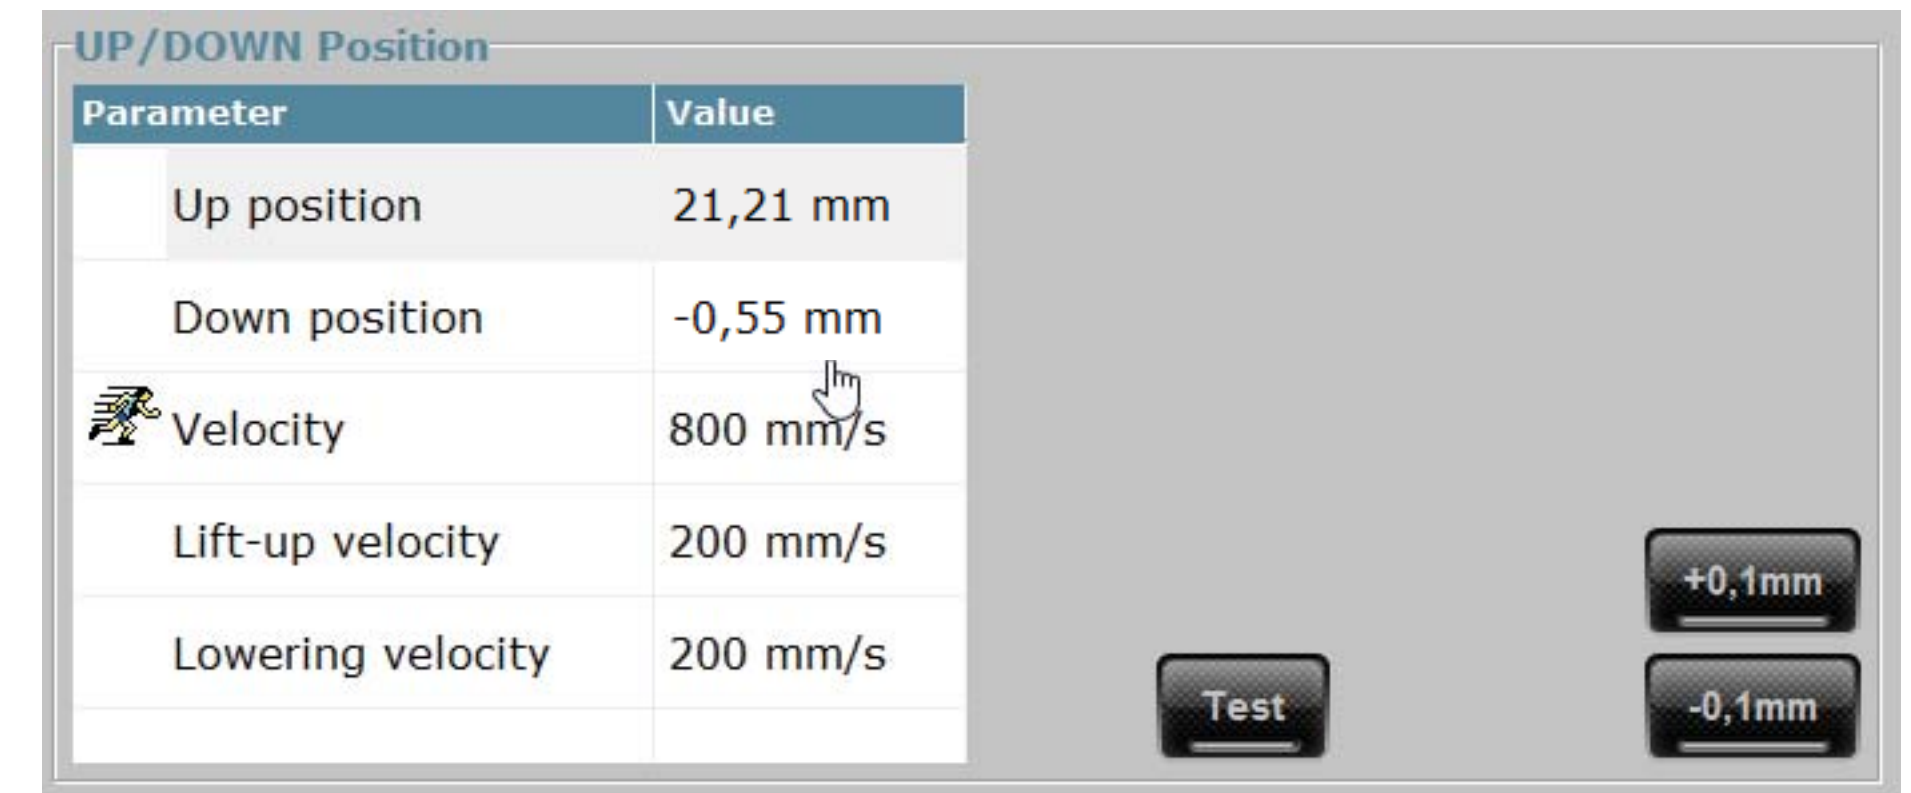 UP/DOWN Position
Parameter Value
Up position 21,21 mm
Down position -0,55 mm
Velocity 800 mm/s
Lift-up velocity 200 mm/s
Lowering velocity 200 mm/s
+0,1mm
Test
-0,1mm